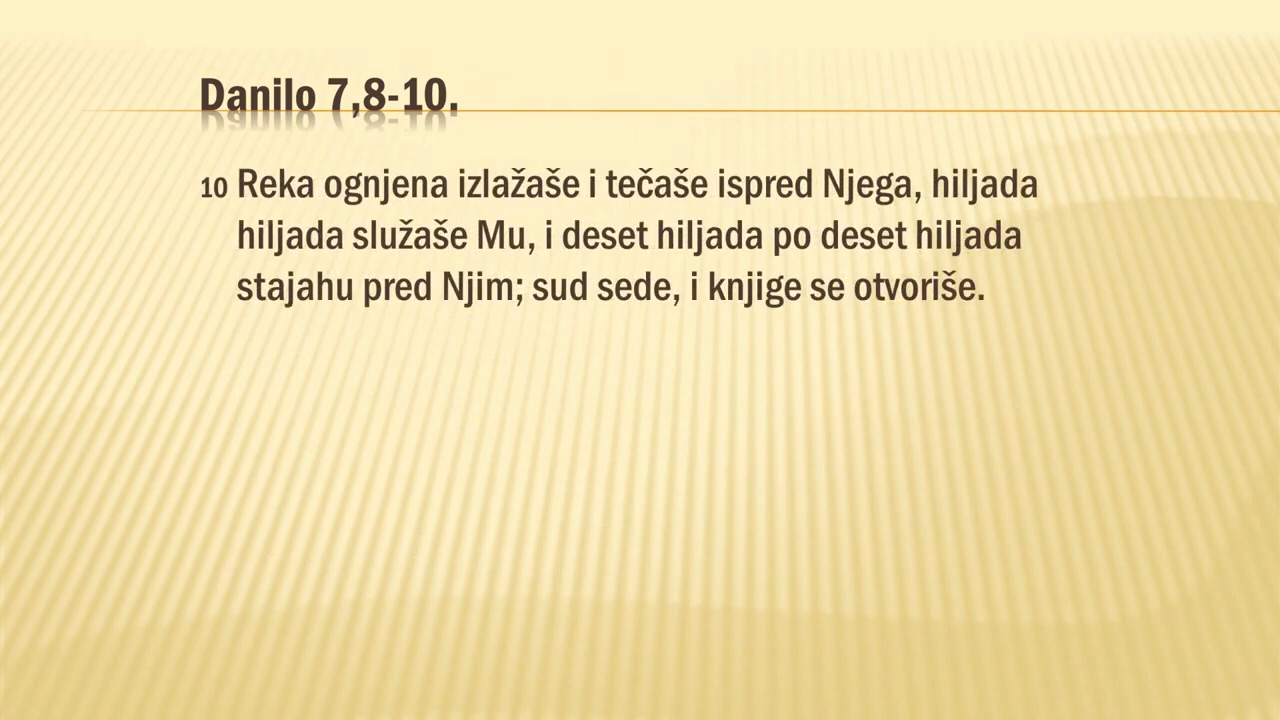 Danilo 7,8-10.
10 Reka ognjena izlažaše i tečaše ispred Njega, hiljada
hiljada služaše Mu, i deset hiljada po deset hiljada
stajahu pred Njim; sud sede, i knjige se otvoriše.